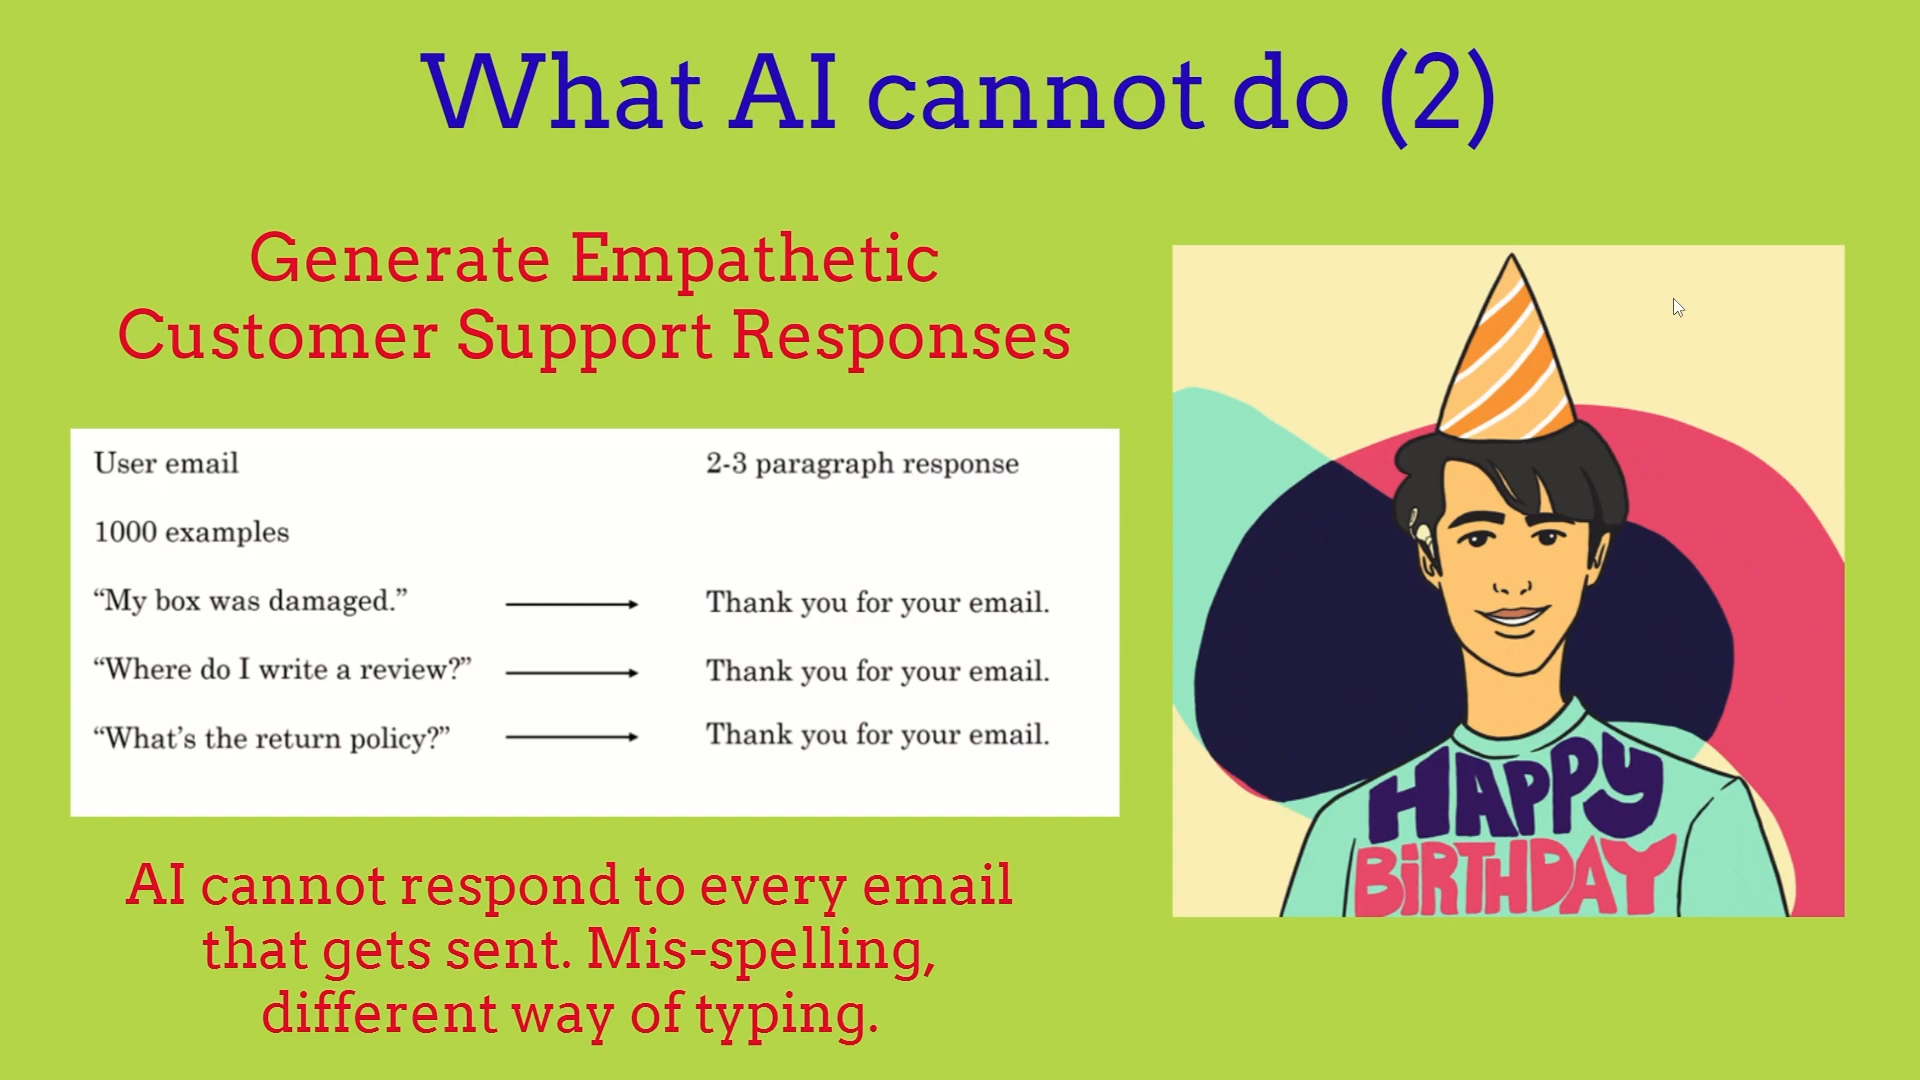 What AI cannot do (2)
Generate Empathetic
Customer Support Responses
User email
2-3 paragraph response
1000 examples
“My box was damaged.”
Thank you for your email.
“Where do I write a review?”
Thank you for your email.
“What’s the return policy?”
Thank you for your email.
AI cannot respond to every email
that gets sent. Mis-spelling,
different way of typing.
HAPPY
BiRTHDAY